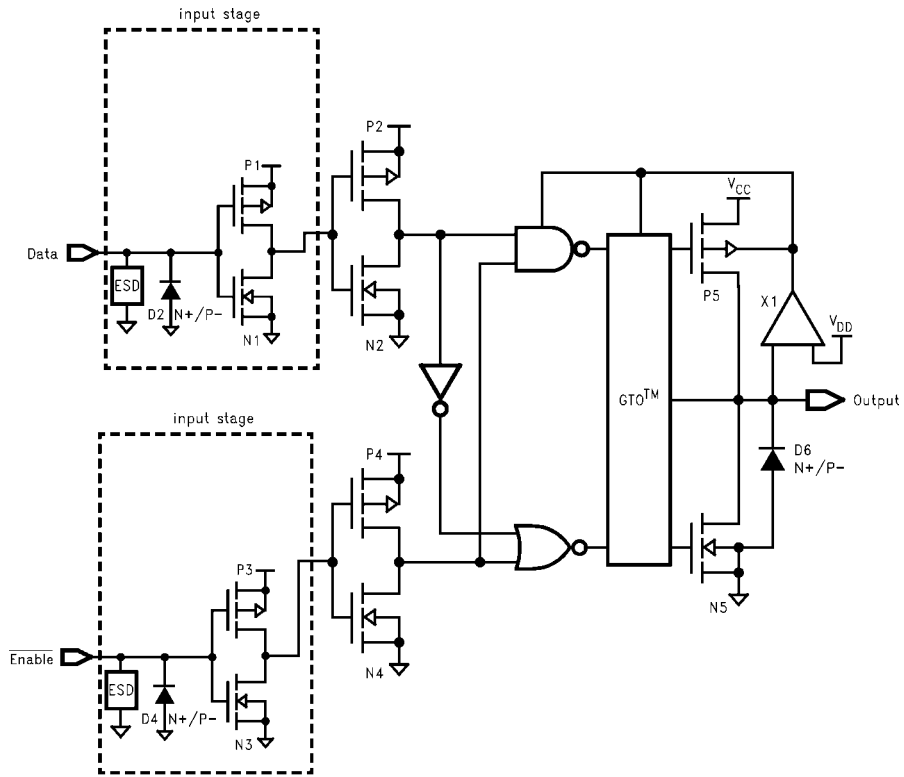 input stage
P1
P2
Data
ESD
D2 N+/P-
N1
N2
VCC
P5
X1
VDD
GTO™
Output
D6
N+/P-
N5
input stage
P3
P4
Enable
ESD
D4 N+/P-
N3
N4